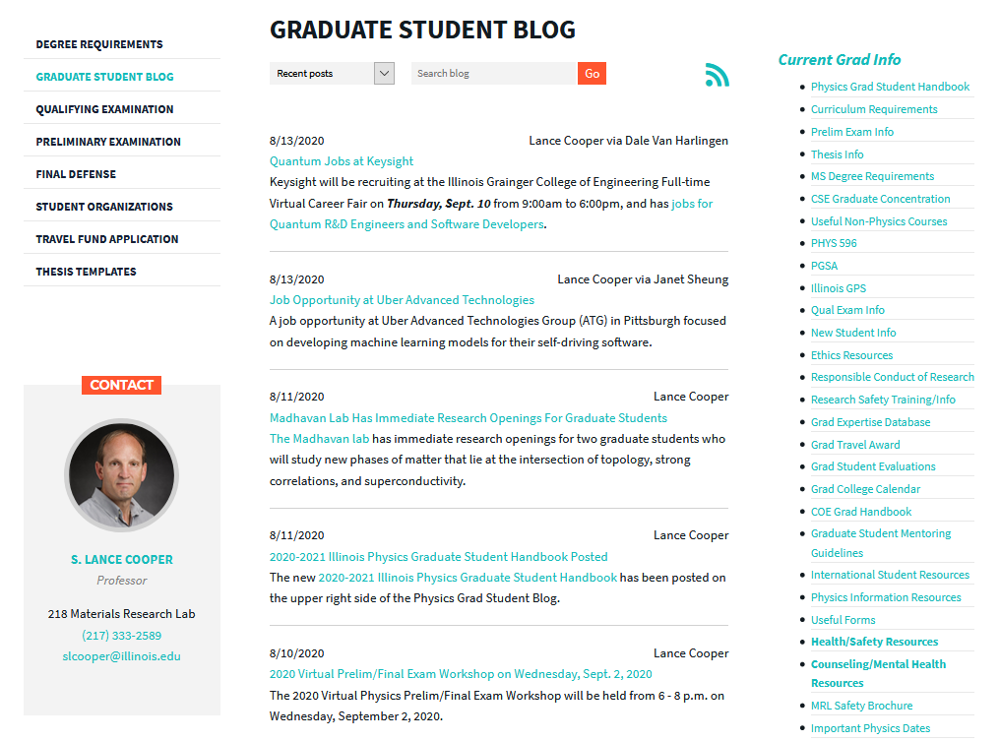 DEGREE REQUIREMENTS
GRADUATE STUDENT BLOG
QUALIFYING EXAMINATION
PRELIMINARY EXAMINATION
FINAL DEFENSE
STUDENT ORGANIZATIONS
TRAVEL FUND APPLICATION
THESIS TEMPLATES
CONTACT
S. LANCE COOPER
Professor
218 Materials Research Lab
(217) 333-2589
slcooper@illinois.edu
GRADUATE STUDENT BLOG
Recent posts Search blog Go
8/13/2020 Lance Cooper via Dale Van Harlingen
Quantum Jobs at Keysight
Keysight will be recruiting at the Illinois Grainger College of Engineering Full-time
Virtual Career Fair on Thursday, Sept. 10 from 9:00am to 6:00pm, and has jobs for
Quantum R&D Engineers and Software Developers.
8/13/2020 Lance Cooper via Janet Sheung
Job Opportunity at Uber Advanced Technologies
A job opportunity at Uber Advanced Technologies Group (ATG) in Pittsburgh focused
on developing machine learning models for their self-driving software.
8/11/2020 Lance Cooper
Madhavan Lab Has Immediate Research Openings For Graduate Students
The Madhavan lab has immediate research openings for two graduate students who
will study new phases of matter that lie at the intersection of topology, strong
correlations, and superconductivity.
8/11/2020 Lance Cooper
2020-2021 Illinois Physics Graduate Student Handbook Posted
The new 2020-2021 Illinois Physics Graduate Student Handbook has been posted on
the upper right side of the Physics Grad Student Blog.
8/10/2020 Lance Cooper
2020 Virtual Prelim/Final Exam Workshop on Wednesday, Sept. 2, 2020
The 2020 Virtual Physics Prelim/Final Exam Workshop will be held from 6 - 8 p.m. on
Wednesday, September 2, 2020.
Current Grad Info
Physics Grad Student Handbook
Curriculum Requirements
Prelim Exam Info
Thesis Info
MS Degree Requirements
CSE Graduate Concentration
Useful Non-Physics Courses
PHYS 596
PGSA
Illinois GPS
Qual Exam Info
New Student Info
Ethics Resources
Responsible Conduct of Research
Research Safety Training/Info
Grad Expertise Database
Grad Travel Award
Grad Student Evaluations
Grad College Calendar
COE Grad Handbook
Graduate Student Mentoring
Guidelines
International Student Resources
Physics Information Resources
Useful Forms
Health/Safety Resources
Counseling/Mental Health
Resources
MRL Safety Brochure
Important Physics Dates